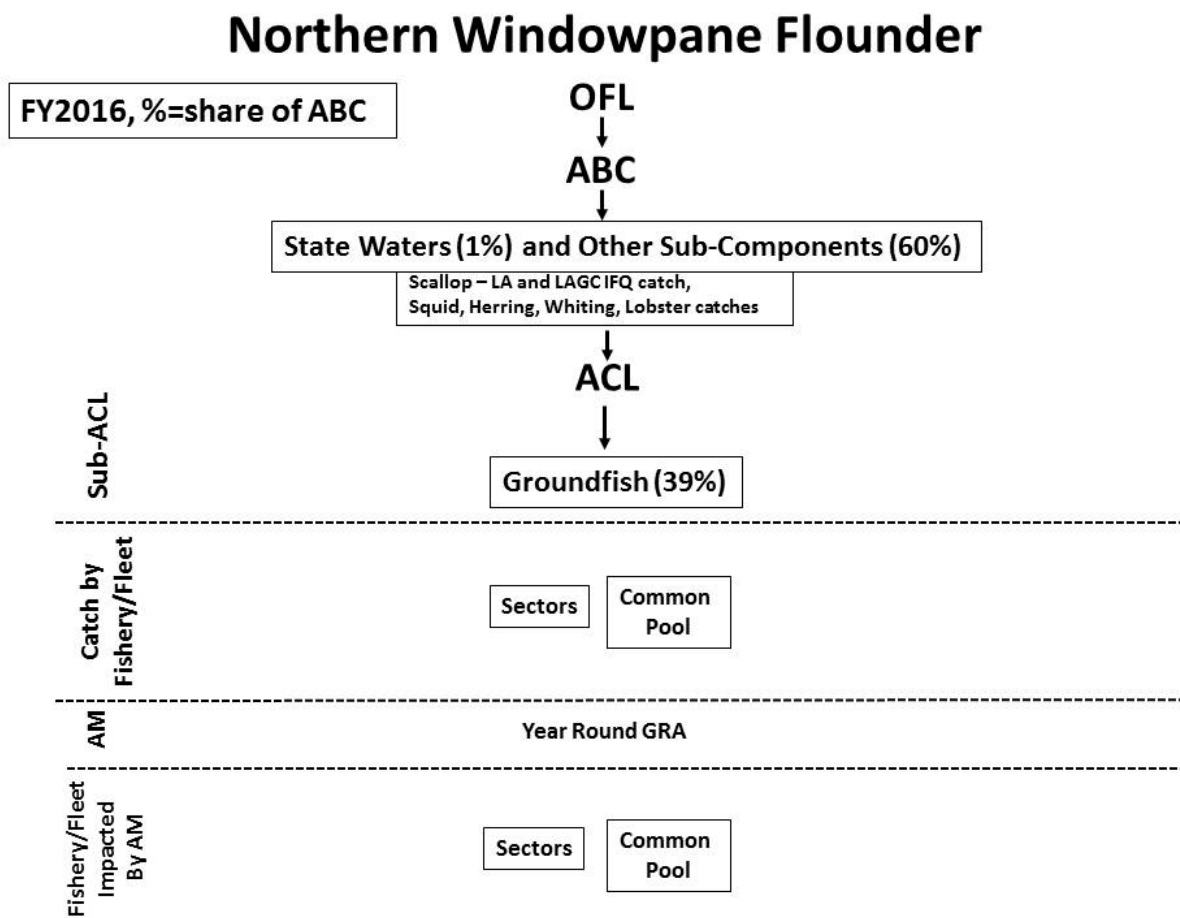 Northern Windowpane Flounder
FY2016, %=share of ABC
OFL
ABC
State Waters (1%) and Other Sub-Components (60%)
Scallop – LA and LAGC IFQ catch,
Squid, Herring, Whiting, Lobster catches
ACL
Sub-ACL
Groundfish (39%)
Catch by
Fishery/Fleet
Sectors
Common
Pool
AM
Year Round GRA
Fishery/Fleet
Impacted
By AM
Sectors
Common
Pool